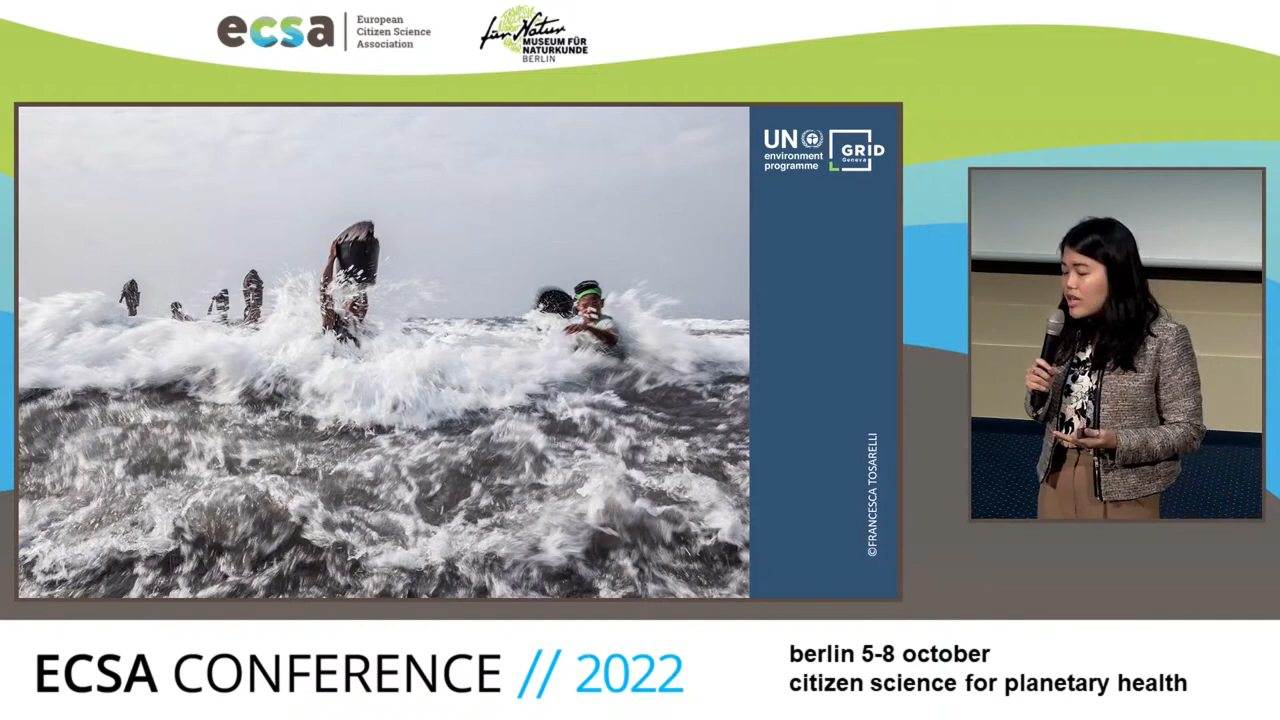 ecsa
European
Citizen Science
Association
für Natur
MUSEUM FÜR
NATURKUNDE
BERLIN
UN
environment
programme
GRID
Geneva
©FRANCESCA TOSARELLI
ECSA CONFERENCE // 2022
berlin 5-8 october
citizen science for planetary health